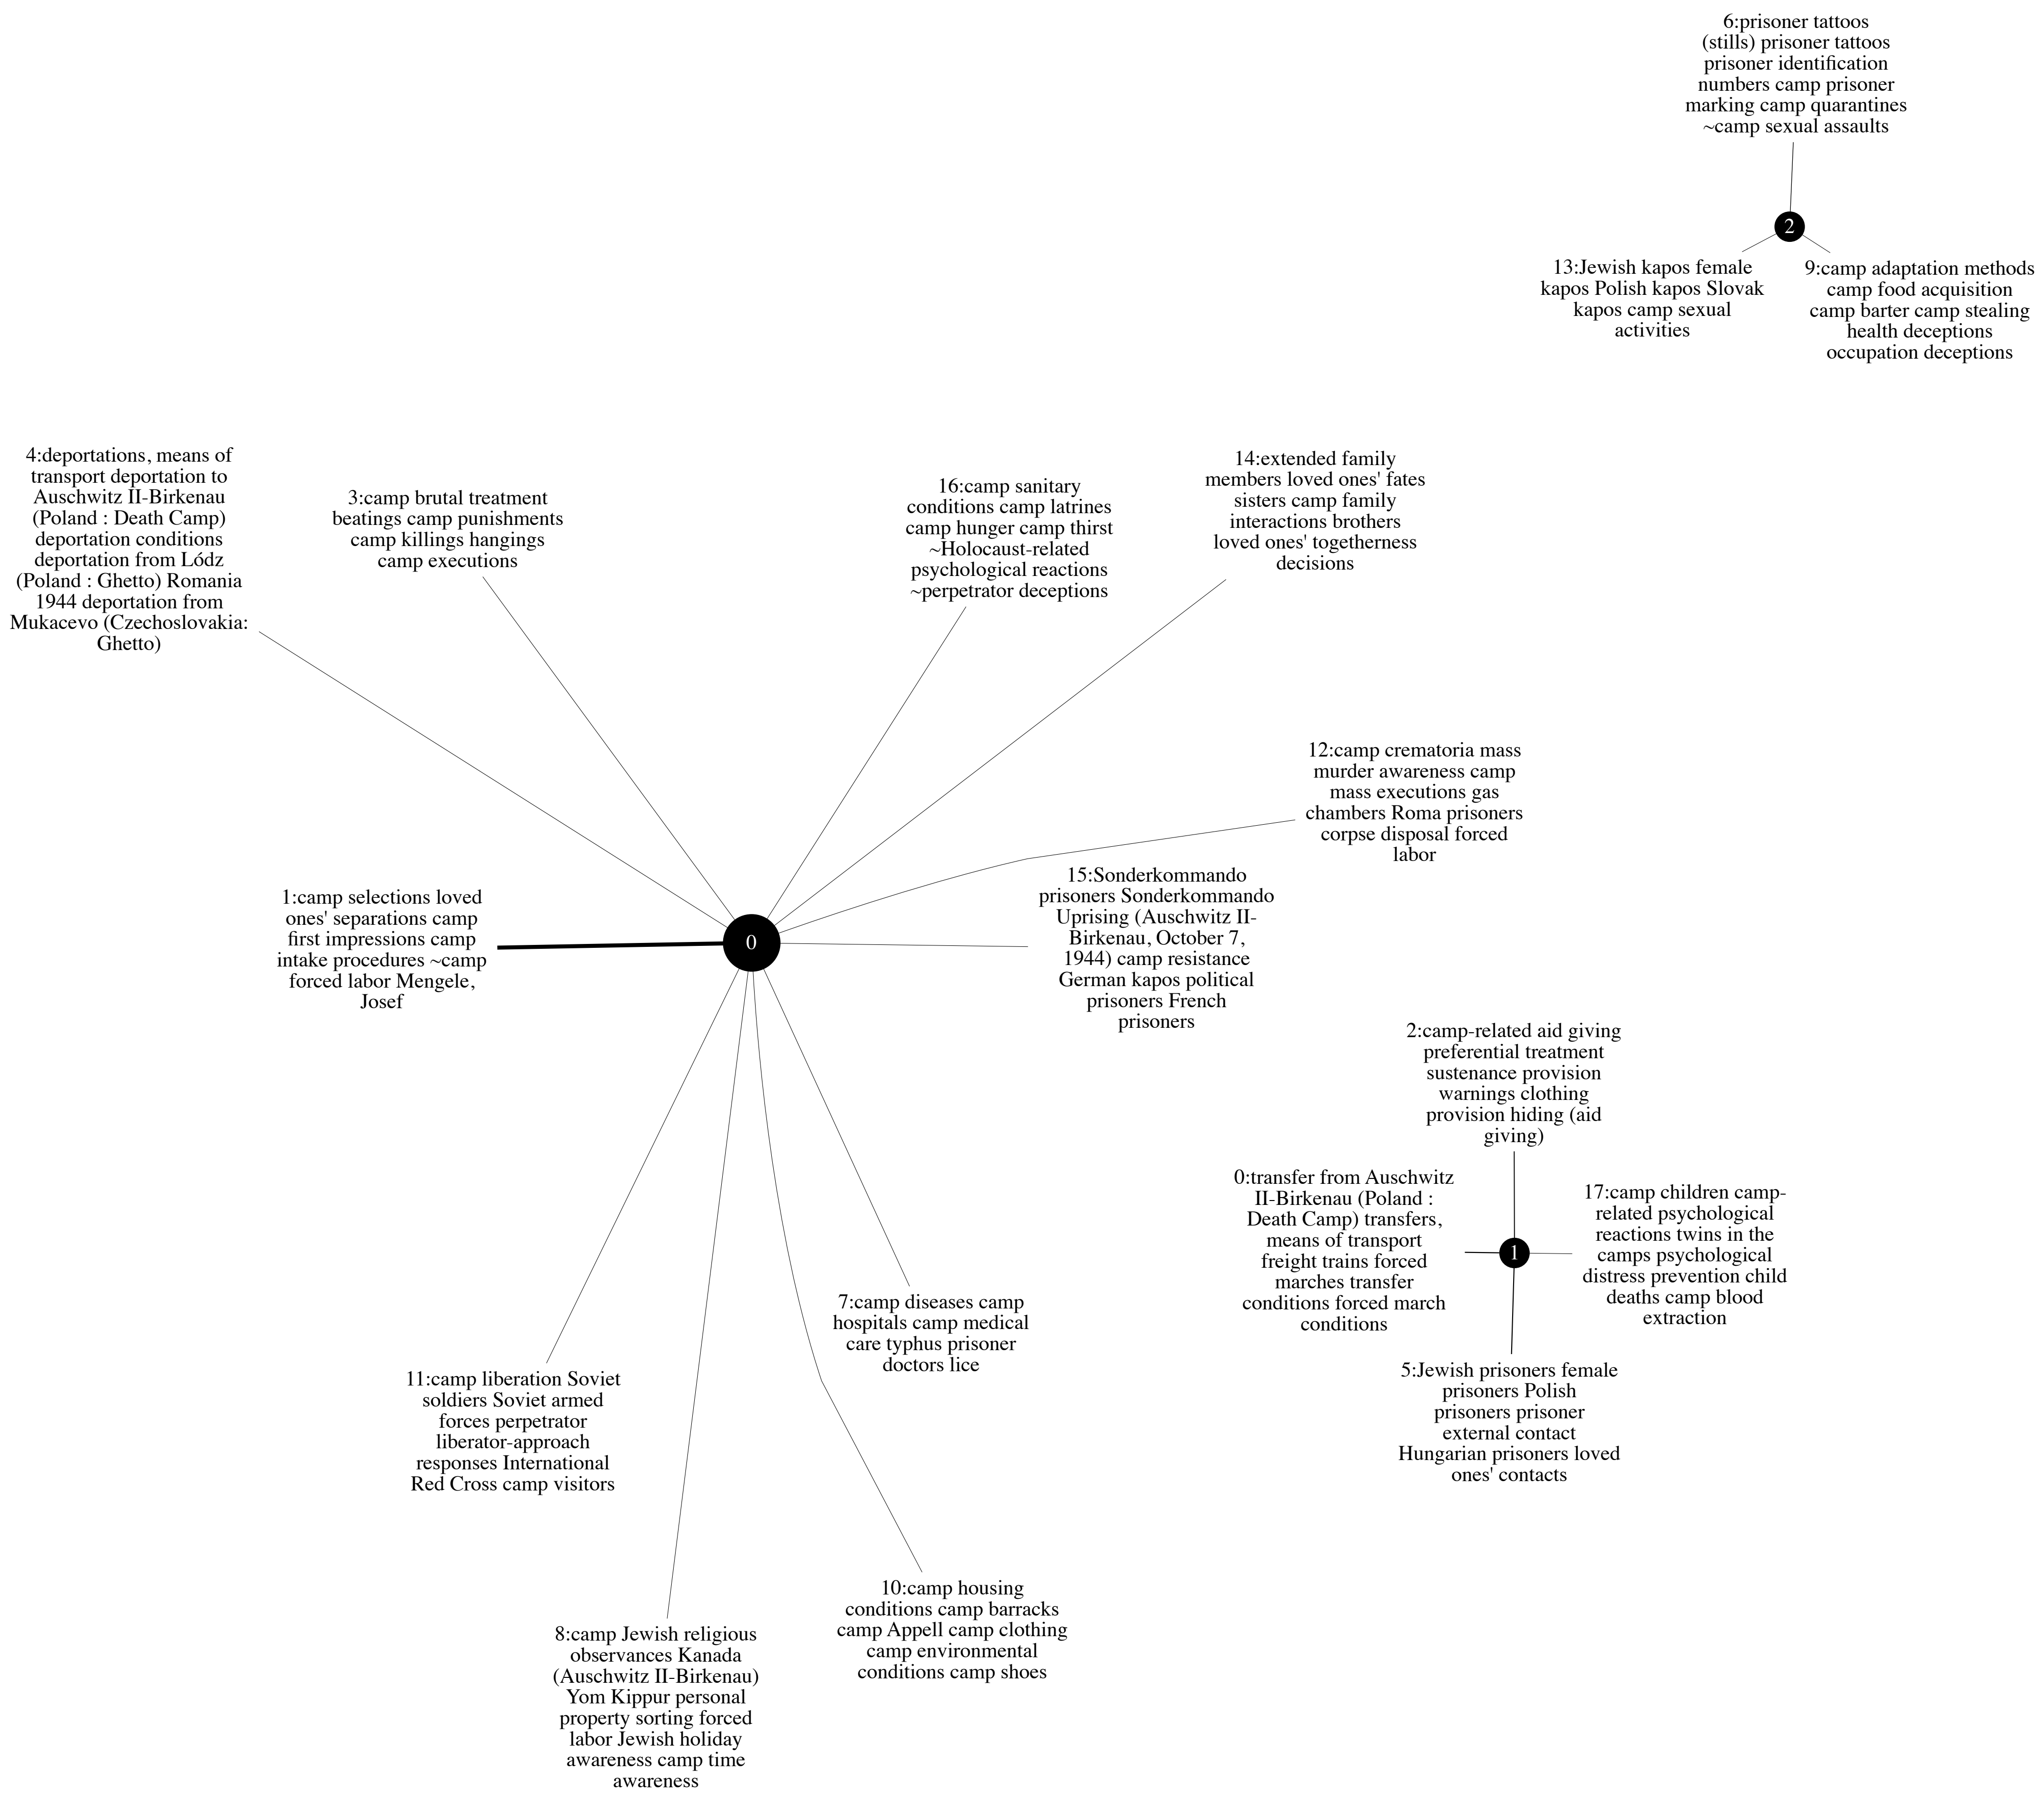 6:prisoner tattoos
(stills) prisoner tattoos
prisoner identification
numbers camp prisoner
marking camp quarantines
~camp sexual assaults
2
13:Jewish kapos female
kapos Polish kapos Slovak
kapos camp sexual
activities
9:camp adaptation methods
camp food acquisition
camp barter camp stealing
health deceptions
occupation deceptions
4:deportations, means of
transport deportation to
Auschwitz II-Birkenau
(Poland : Death Camp)
deportation conditions
deportation from Lódz
(Poland : Ghetto) Romania
1944 deportation from
Mukacevo (Czechoslovakia:
Ghetto)
3:camp brutal treatment
beatings camp punishments
camp killings hangings
camp executions
16:camp sanitary
conditions camp latrines
camp hunger camp thirst
~Holocaust-related
psychological reactions
~perpetrator deceptions
14:extended family
members loved ones' fates
sisters camp family
interactions brothers
loved ones' togetherness
decisions
12:camp crematoria mass
murder awareness camp
mass executions gas
chambers Roma prisoners
corpse disposal forced
labor
1:camp selections loved
ones' separations camp
first impressions camp
intake procedures ~camp
forced labor Mengele,
Josef
0
15:Sonderkommando
prisoners Sonderkommando
Uprising (Auschwitz II-
Birkenau, October 7,
1944) camp resistance
German kapos political
prisoners French
prisoners
2:camp-related aid giving
preferential treatment
sustenance provision
warnings clothing
provision hiding (aid
giving)
0:transfer from Auschwitz
II-Birkenau (Poland :
Death Camp) transfers,
means of transport
freight trains forced
marches transfer
conditions forced march
conditions
1
17:camp children camp-
related psychological
reactions twins in the
camps psychological
distress prevention child
deaths camp blood
extraction
5:Jewish prisoners female
prisoners Polish
prisoners prisoner
external contact
Hungarian prisoners loved
ones' contacts
7:camp diseases camp
hospitals camp medical
care typhus prisoner
doctors lice
11:camp liberation Soviet
soldiers Soviet armed
forces perpetrator
liberator-approach
responses International
Red Cross camp visitors
10:camp housing
conditions camp barracks
camp Appell camp clothing
camp environmental
conditions camp shoes
8:camp Jewish religious
observances Kanada
(Auschwitz II-Birkenau)
Yom Kippur personal
property sorting forced
labor Jewish holiday
awareness camp time
awareness